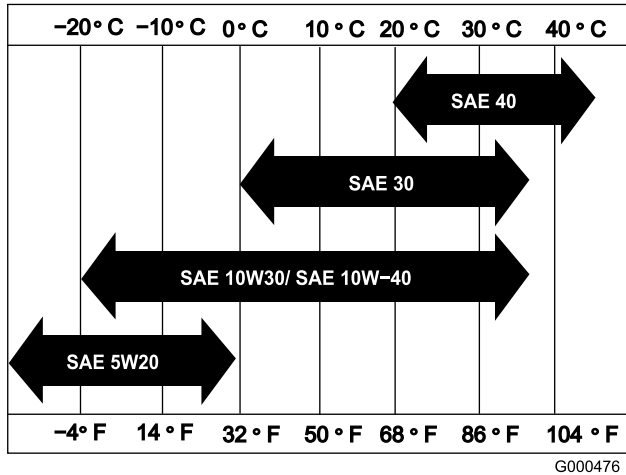 −20° C −10° C 0° C 10° C 20° C 30° C 40° C
SAE 40
SAE 30
SAE 10W30/ SAE 10W−40
SAE 5W20
−4° F 14° F 32° F 50° F 68° F 86° F 104 ° F
G000476